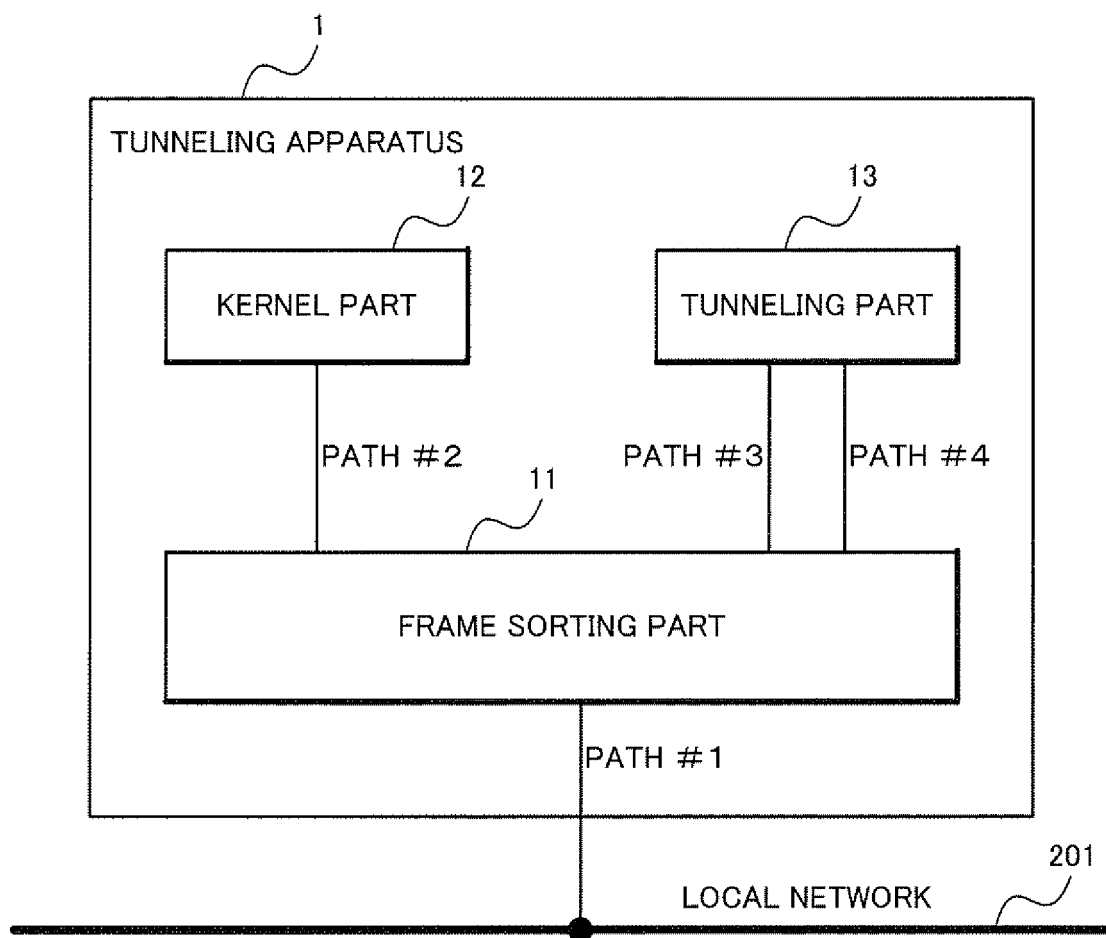 1
TUNNELING APPARATUS
12
13
KERNEL PART
TUNNELING PART
PATH #2
PATH #3
PATH #4
11
FRAME SORTING PART
PATH #1
201
LOCAL NETWORK